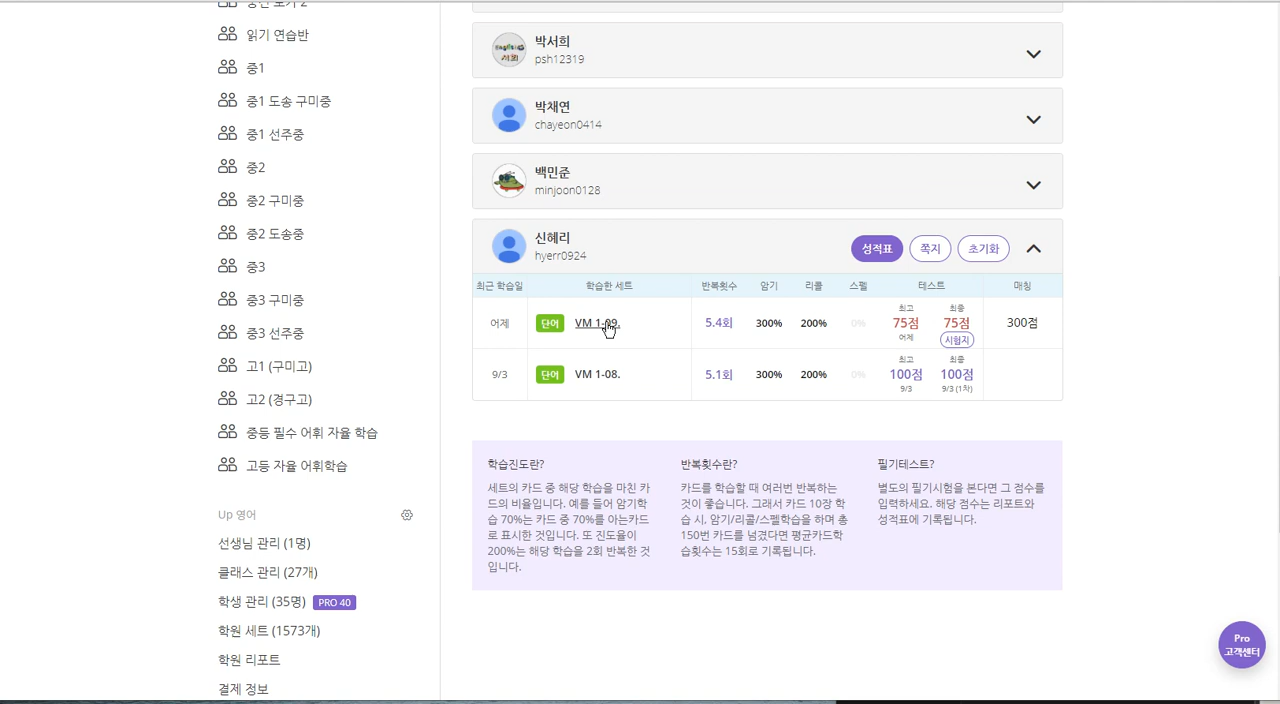 중간 보기 2
읽기 연습반
중1
중1 도송 구미중
중1 선주중
중2
중2 구미중
중2 도송중
중3
중3 구미중
중3 선주중
고1 (구미고)
고2 (경구고)
중등 필수 어휘 자율 학습
고등 자율 어휘학습
Up 영어
선생님 관리 (1명)
클래스 관리 (27개)
학생 관리 (35명) PRO 40
학원 세트 (1573개)
학원 리포트
결제 정보
박서희
psh12319
박채연
chayeon0414
백민준
minjoon0128
신혜리
hyerr0924
성적표 쪽지 초기화
최근 학습일 학습한 세트 반복횟수 암기 리콜 스펠 테스트 매칭
최고 최종
어제 단어 VM 1-09. 5.4회 300% 200% 0% 75점 75점 300점
어제 시험지
최고 최종
9/3 단어 VM 1-08. 5.1회 300% 200% 0% 100점 100점
9/3 9/3 (1차)
학습진도란?
세트의 카드 중 해당 학습을 마친 카
드의 비율입니다. 예를 들어 암기학
습 70%는 카드 중 70%를 아는카드
로 표시한 것입니다. 또 진도율이
200%는 해당 학습을 2회 반복한 것
입니다.
반복횟수란?
카드를 학습할 때 여러번 반복하는
것이 좋습니다. 그래서 카드 10장 학
습 시, 암기/리콜/스펠학습을 하며 총
150번 카드를 넘겼다면 평균카드학
습횟수는 15회로 기록됩니다.
필기테스트?
별도의 필기시험을 본다면 그 점수를
입력하세요. 해당 점수는 리포트와
성적표에 기록됩니다.
Pro
고객센터